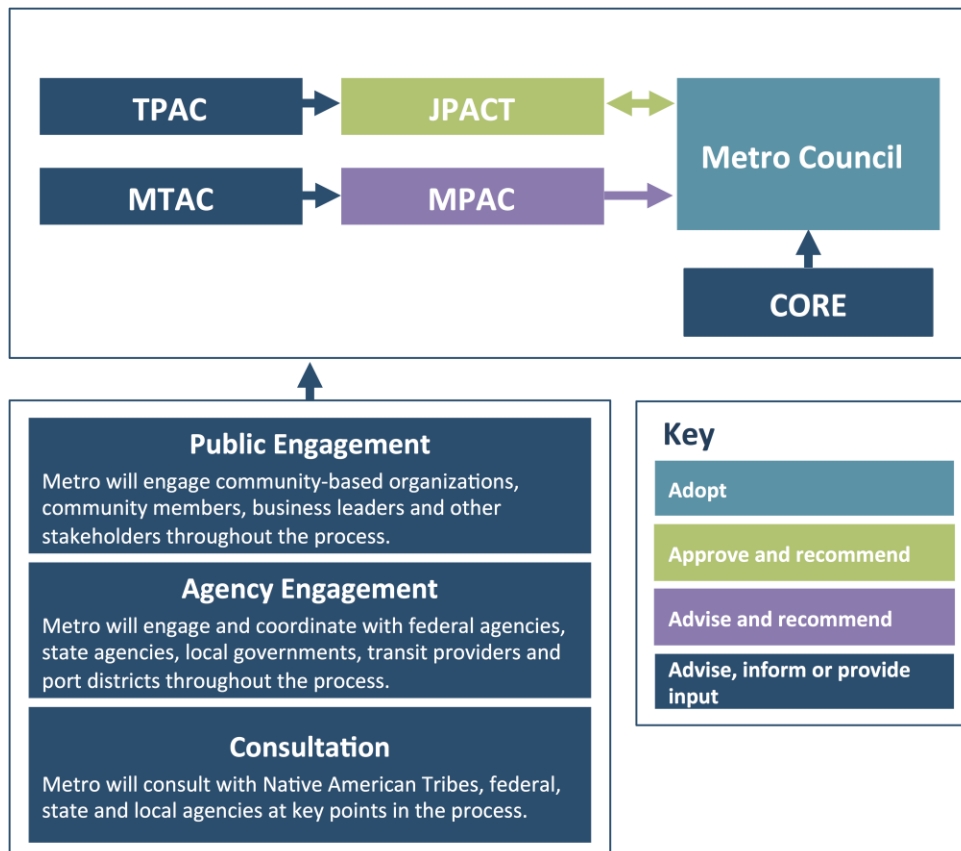 TPAC
JPACT
Metro Council
MTAC
MPAC
CORE
Public Engagement
Metro will engage community-based organizations,
community members, business leaders and other
stakeholders throughout the process.
Agency Engagement
Metro will engage and coordinate with federal agencies,
state agencies, local governments, transit providers and
port districts throughout the process.
Consultation
Metro will consult with Native American Tribes, federal,
state and local agencies at key points in the process.
Key
Adopt
Approve and recommend
Advise and recommend
Advise, inform or provide
input